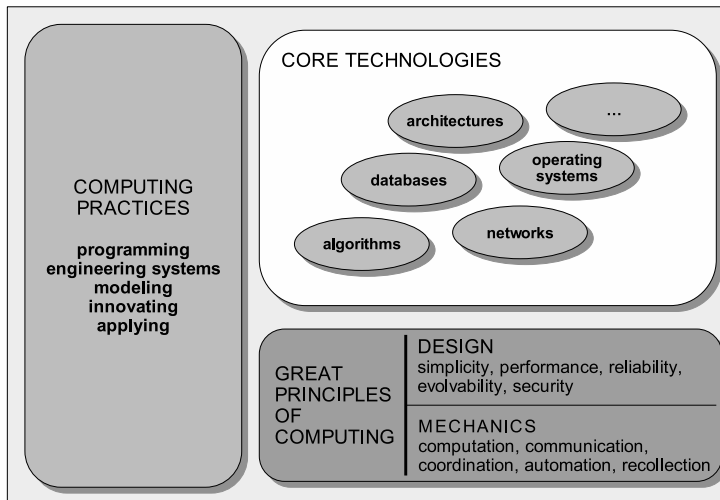 COMPUTING
PRACTICES
programming
engineering systems
modeling
innovating
applying
CORE TECHNOLOGIES
architectures
...
databases
operating
systems
algorithms
networks
GREAT
PRINCIPLES
OF
COMPUTING
DESIGN
simplicity, performance, reliability,
evolvability, security
MECHANICS
computation, communication,
coordination, automation, recollection